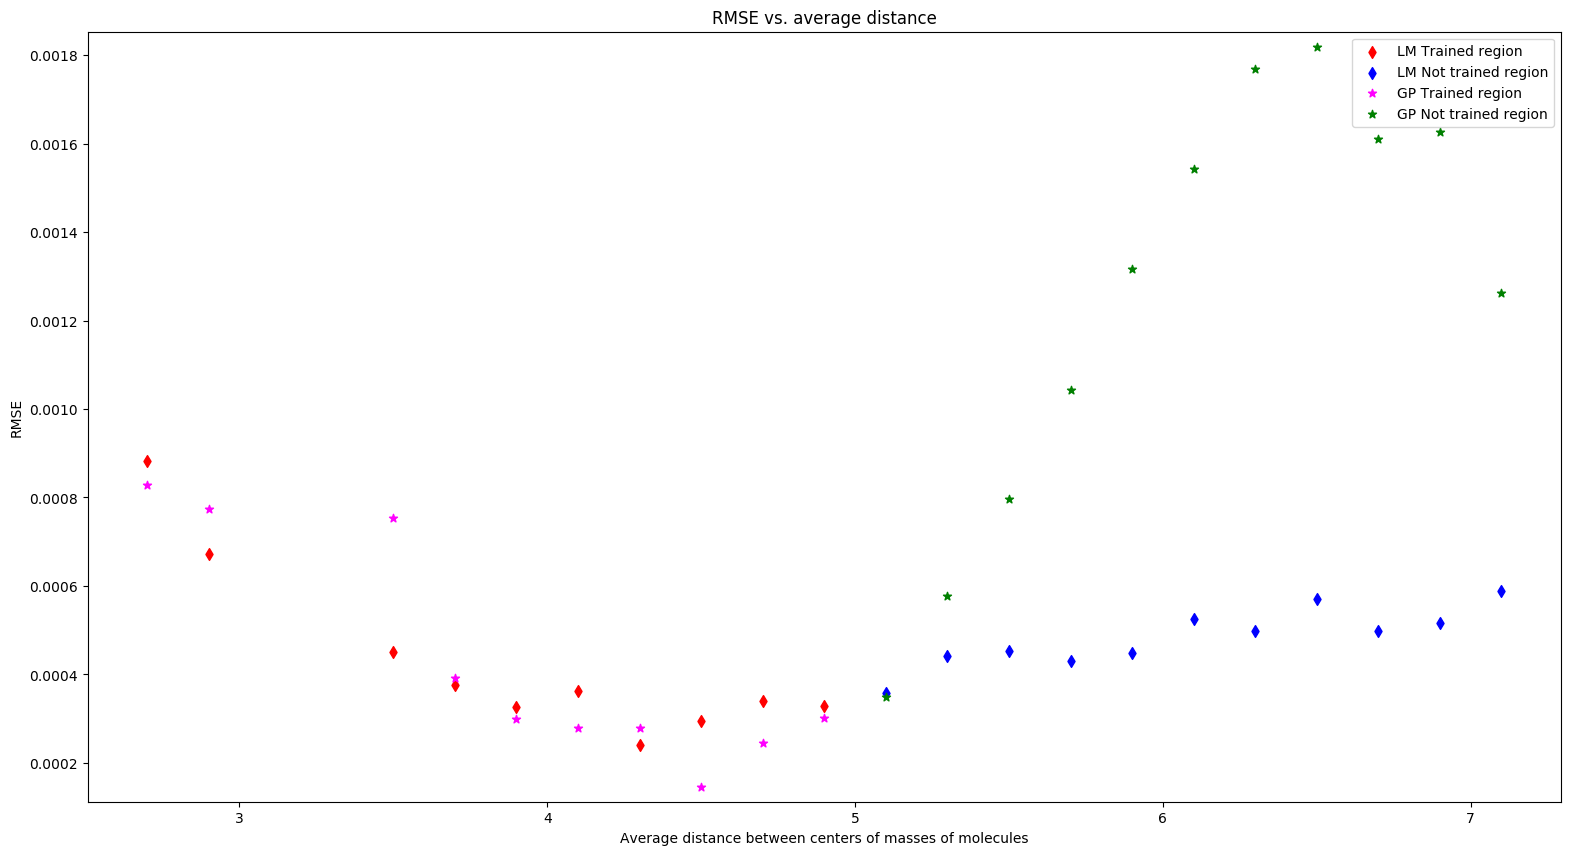 RMSE vs. average distance
LM Trained region
LM Not trained region
GP Trained region
GP Not trained region
RMSE
0.0018
0.0016
0.0014
0.0012
0.0010
0.0008
0.0006
0.0004
0.0002
3 4 5 6 7
Average distance between centers of masses of molecules